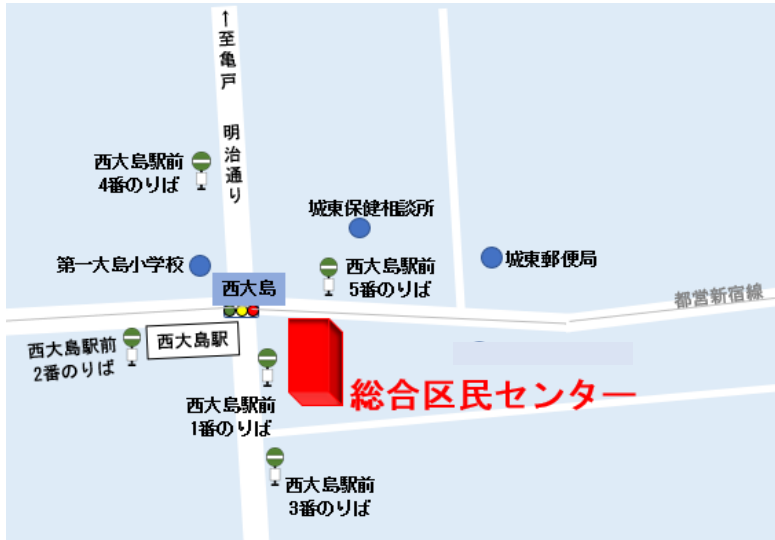 ↑至亀戸 明治通り
西大島駅前
4番のりば
城東保健相談所
第一大島小学校
西大島駅前
5番のりば
城東郵便局
西大島
都営新宿線
西大島駅前
2番のりば
西大島駅
総合区民センター
西大島駅前
1番のりば
西大島駅前
3番のりば